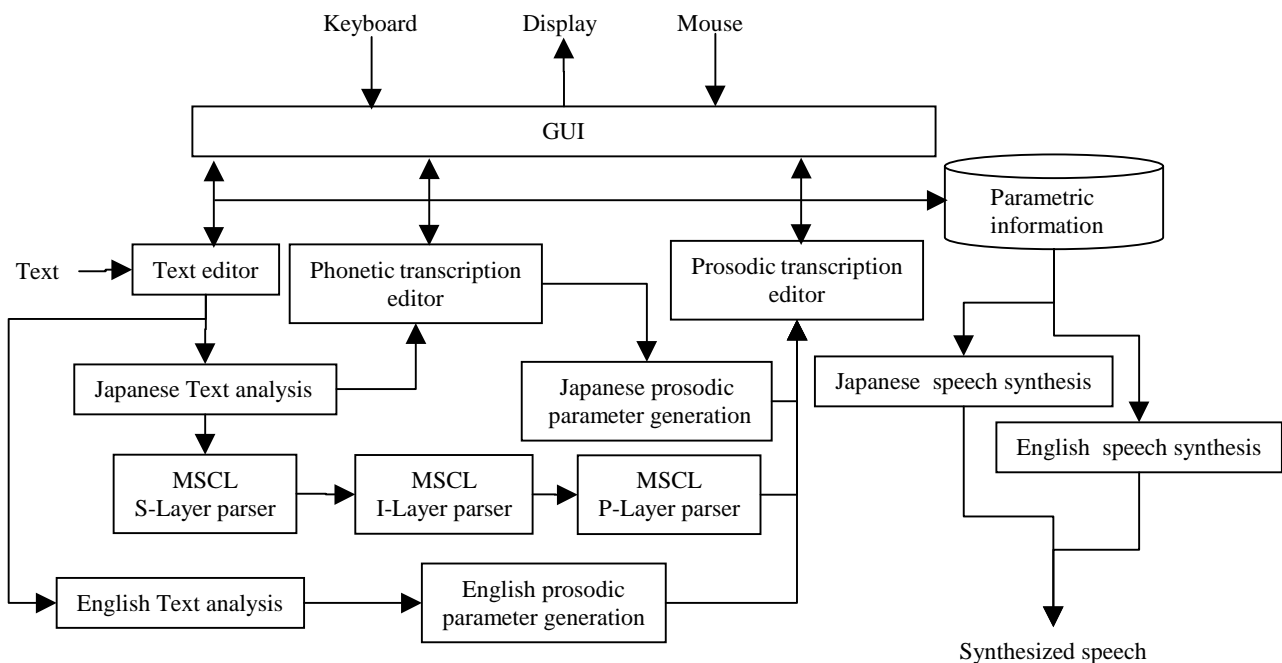 Keyboard
Display
Mouse
GUI
Parametric
information
Text
Text editor
Phonetic transcription
editor
Prosodic transcription
editor
Japanese Text analysis
Japanese prosodic
parameter generation
Japanese speech synthesis
English speech synthesis
MSCL
S-Layer parser
MSCL
I-Layer parser
MSCL
P-Layer parser
English Text analysis
English prosodic
parameter generation
Synthesized speech